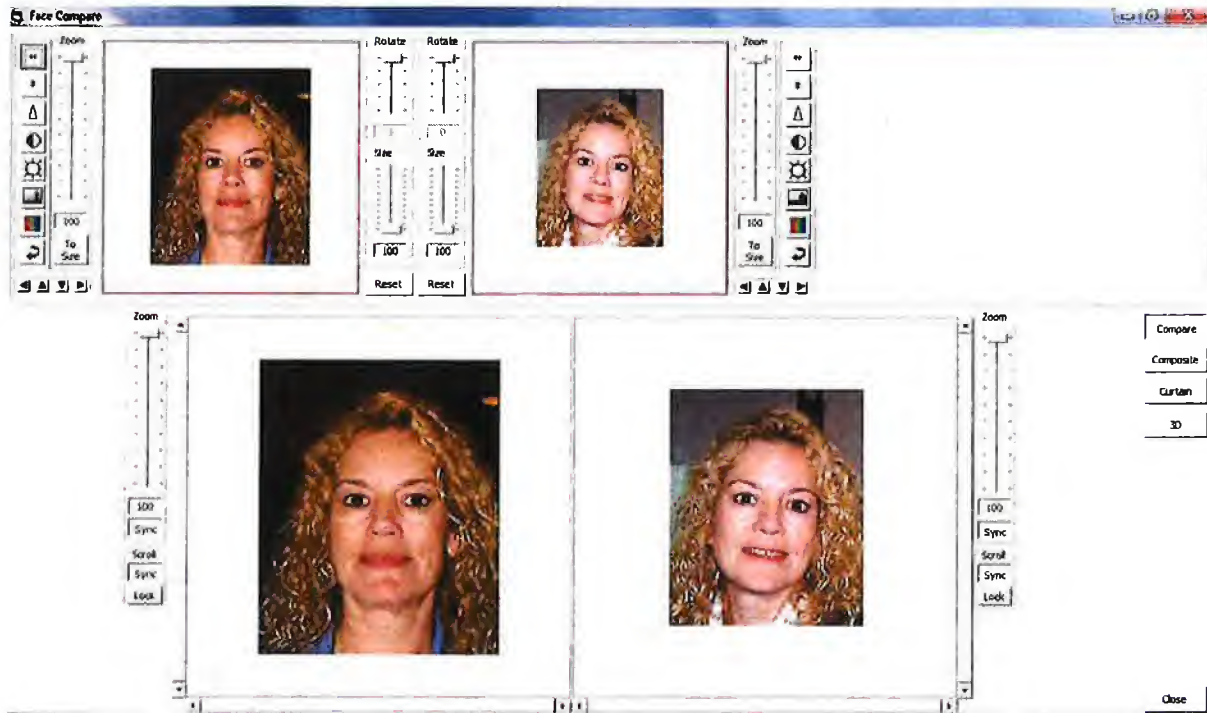 Face Compare
Zoom
Rotate Rotate
Zoom
0
Size Size
100
To Size
100 100
Reset Reset
100
To Size
Zoom
100
Sync
Scroll
Sync
Lock
Zoom
100
Sync
Scroll
Sync
Lock
Compare
Composite
Curtain
3D
Close